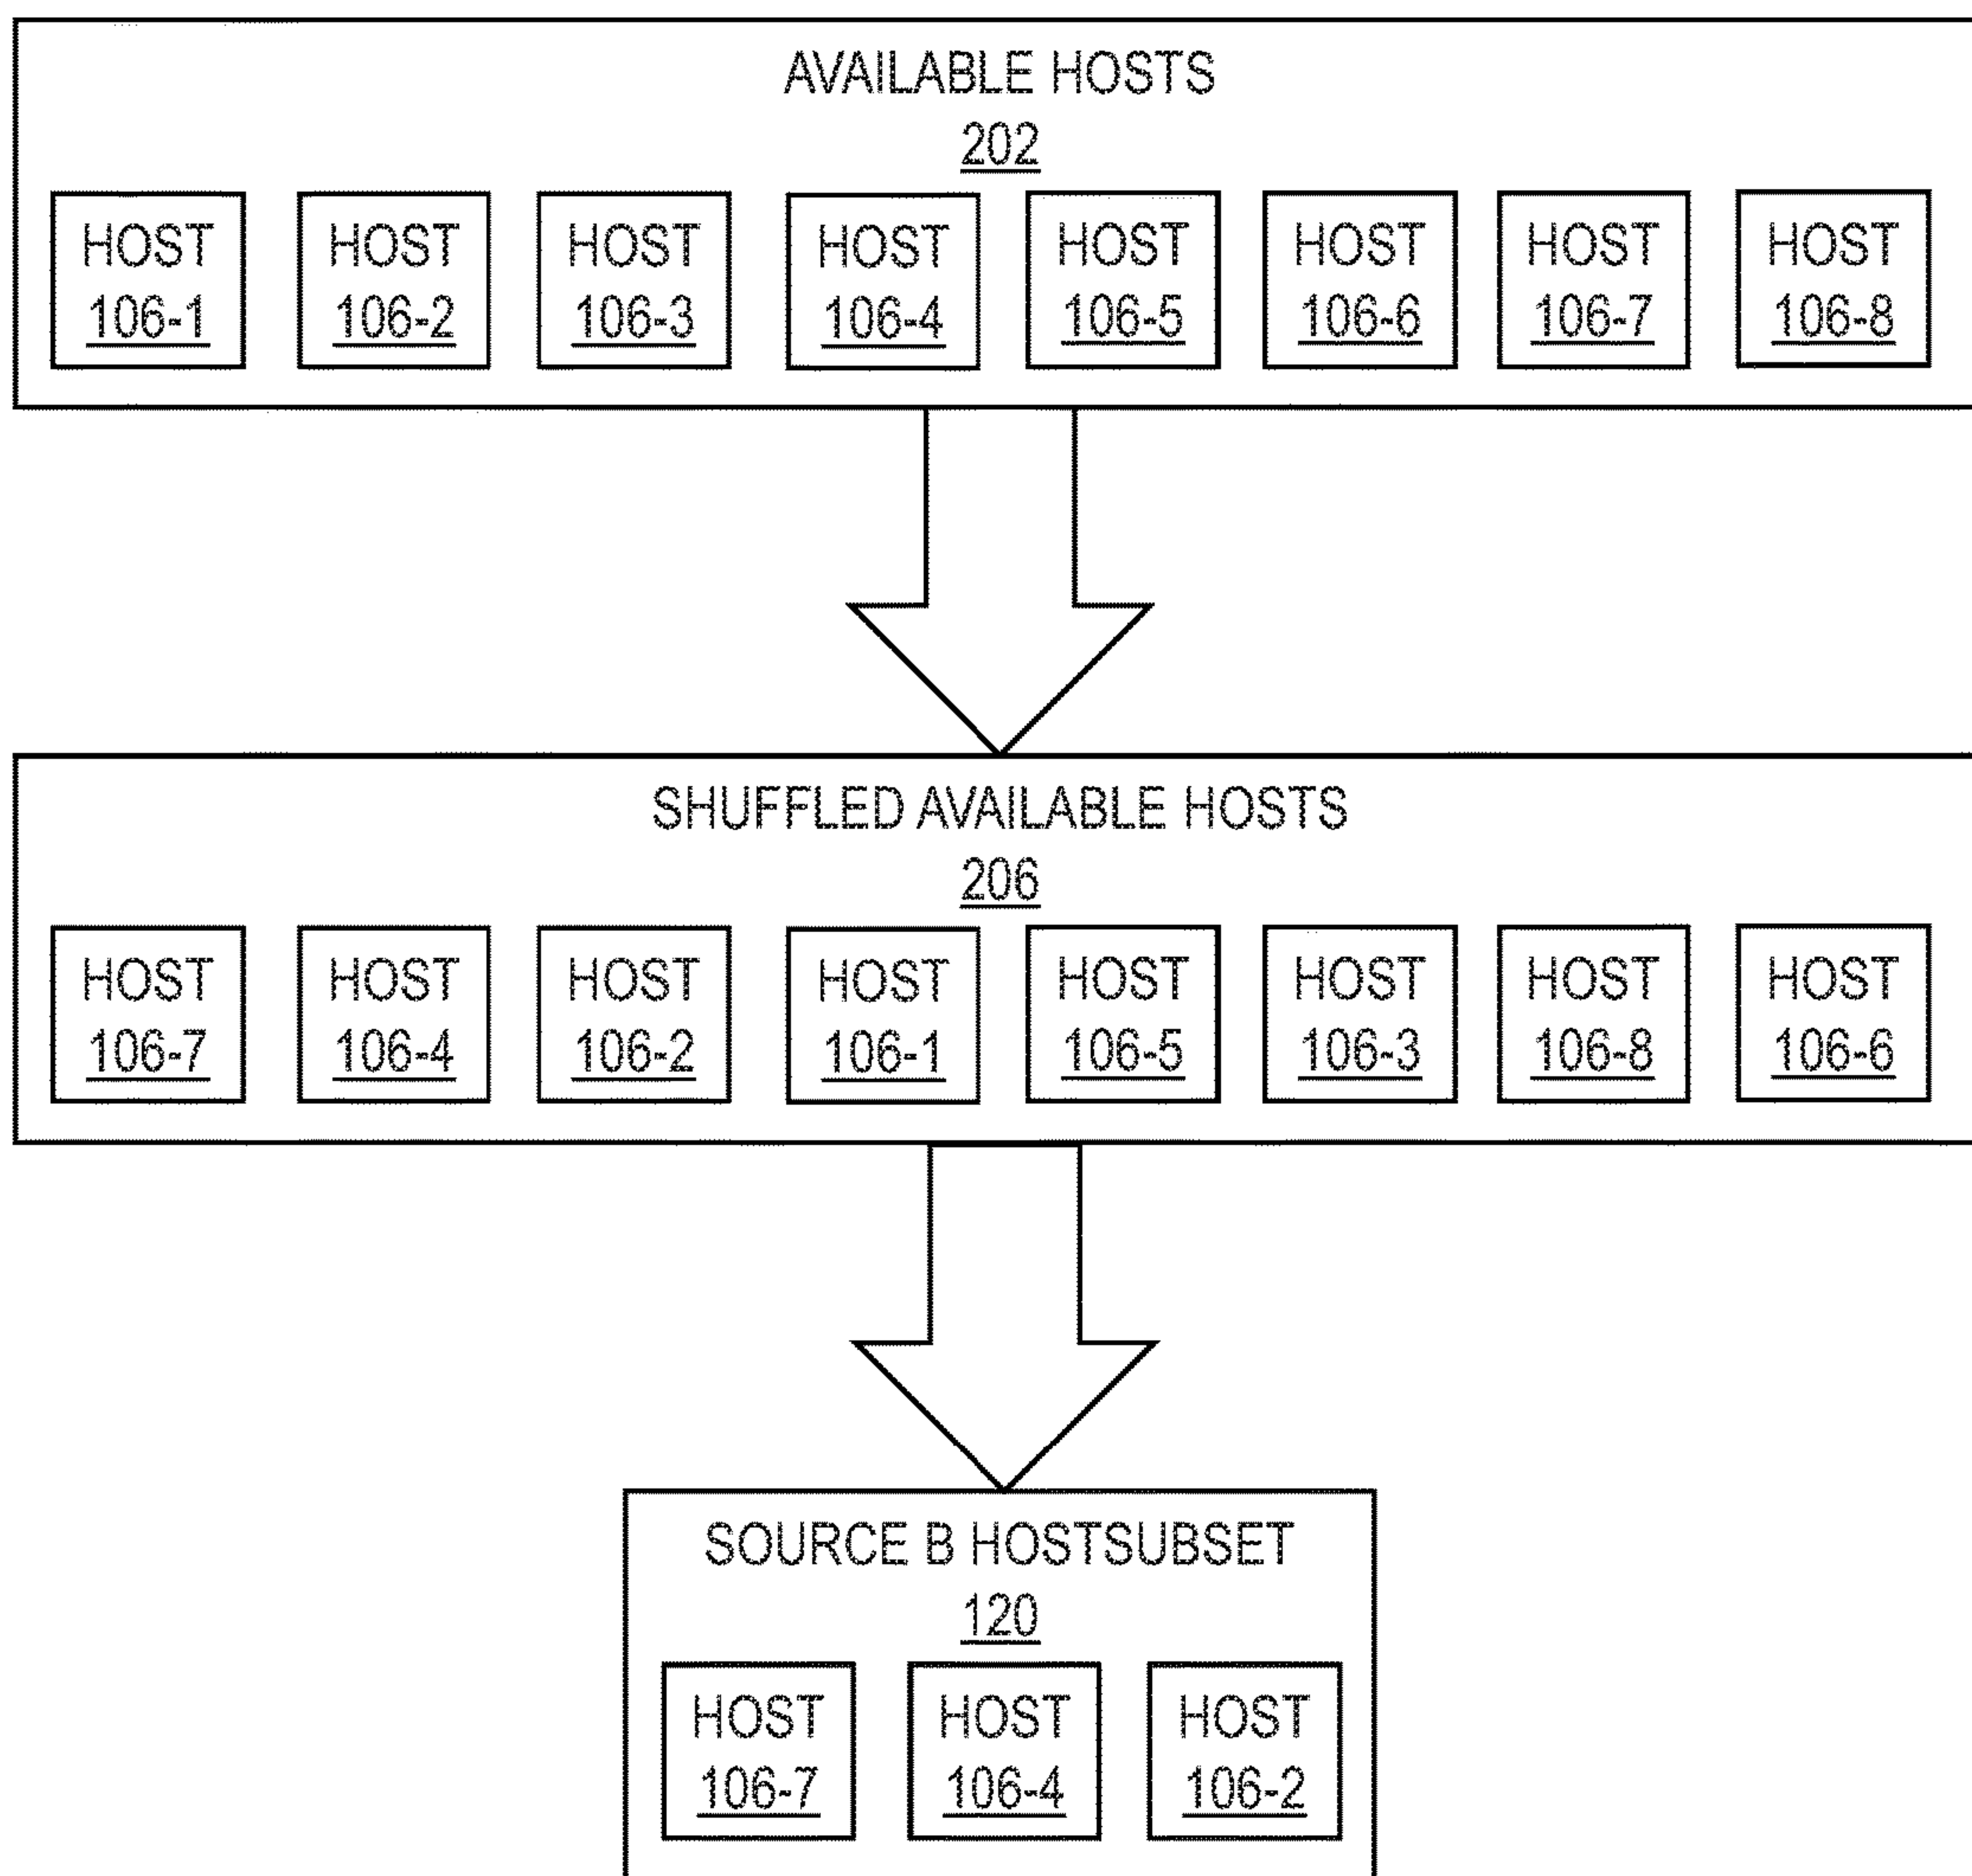 AVAILABLE HOSTS
202
HOST HOST HOST HOST HOST HOST HOST HOST
106-1 106-2 106-3 106-4 106-5 106-6 106-7 106-8
SHUFFLED AVAILABLE HOSTS
206
HOST HOST HOST HOST HOST HOST HOST HOST
106-7 106-4 106-2 106-1 106-5 106-3 106-8 106-6
SOURCE B HOSTSUBSET
120
HOST HOST HOST
106-7 106-4 106-2